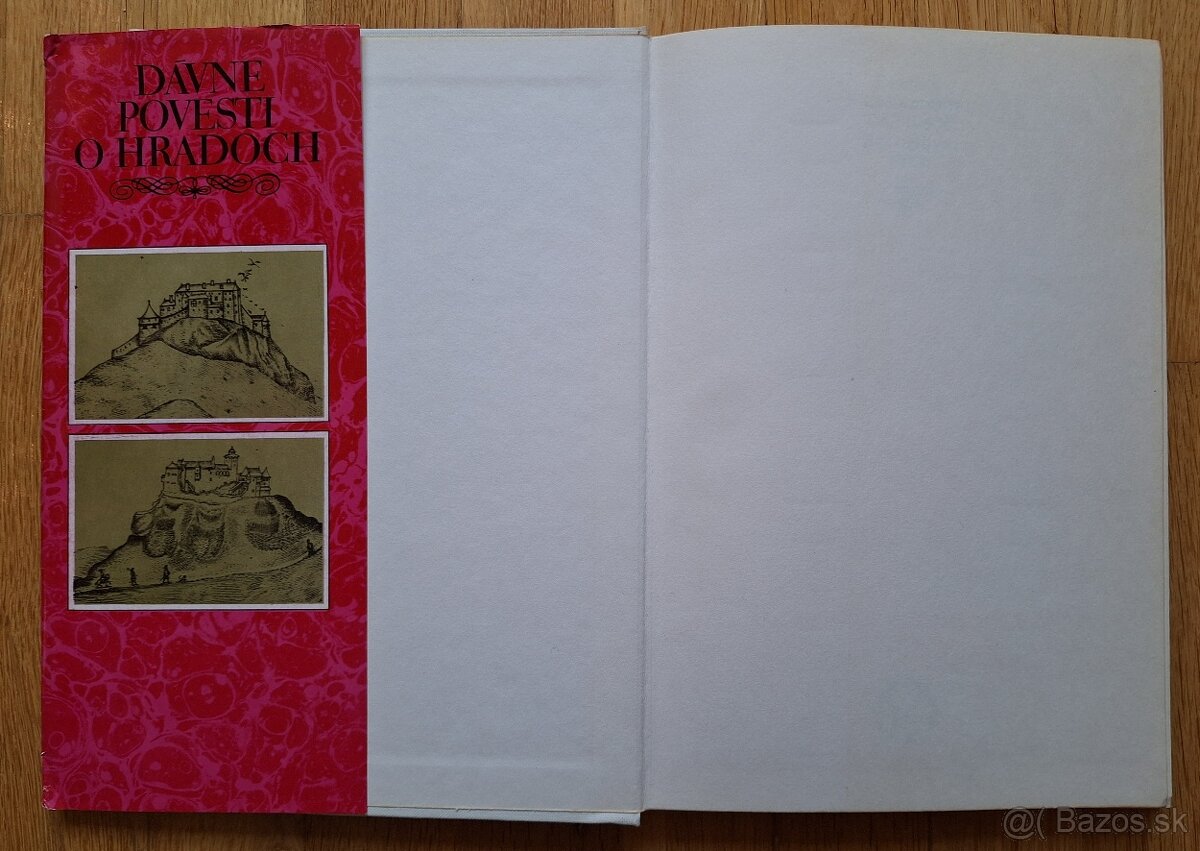 DÁVNE
POVESTI
O HRADOCH
@( Bazos.sk